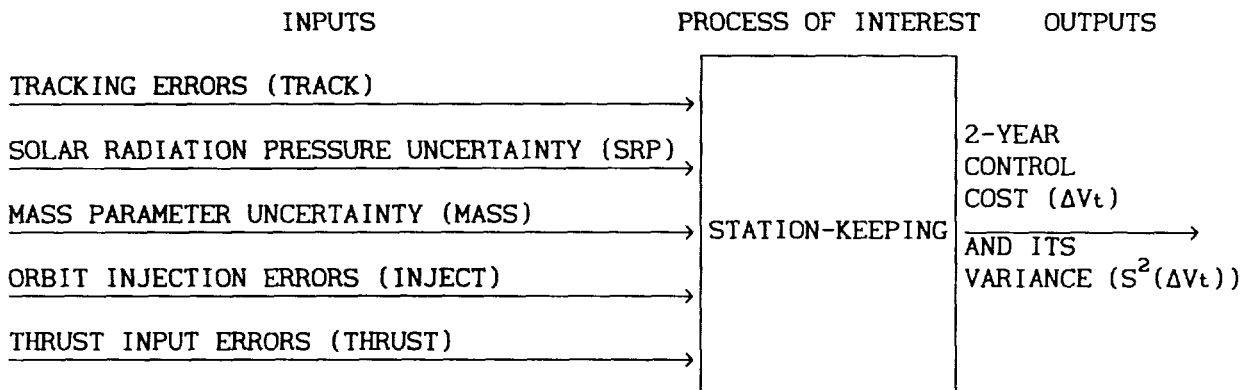 INPUTS PROCESS OF INTEREST OUTPUTS
TRACKING ERRORS (TRACK)
SOLAR RADIATION PRESSURE UNCERTAINTY (SRP)
MASS PARAMETER UNCERTAINTY (MASS)
ORBIT INJECTION ERRORS (INJECT)
THRUST INPUT ERRORS (THRUST)
STATION-KEEPING
2-YEAR
CONTROL
COST (ΔVt)
AND ITS
VARIANCE (S²(ΔVt))